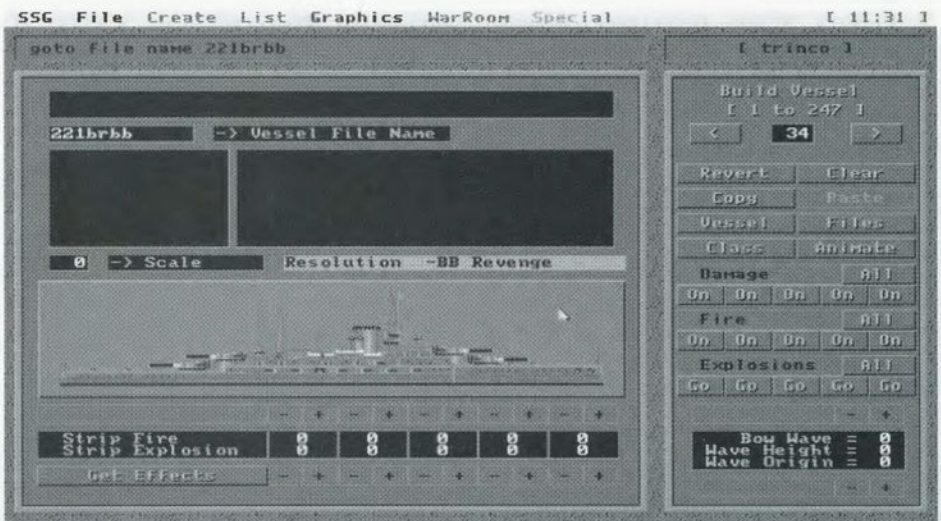 SSG File Create List Graphics WarRoom Special [ 11:31 ]
goto file name 221brbb
[ trinco ]
221brbb -> Vessel File Name
0 -> Scale
Resolution -BB Revenge
- + - + - + - + - +
Strip Fire 0 0 0 0 0
Strip Explosion 0 0 0 0 0
Get Effects - + - + - + - + - +
Build Vessel
[ 1 to 247 ]
< 34 >
Revert Clear
Copy Paste
Vessel Files
Class Animate
Damage All
On On On On On
Fire All
On On On On On
Explosions All
Go Go Go Go Go
- +
Bow Wave = 0
Wave Height = 0
Wave Origin = 0
- +